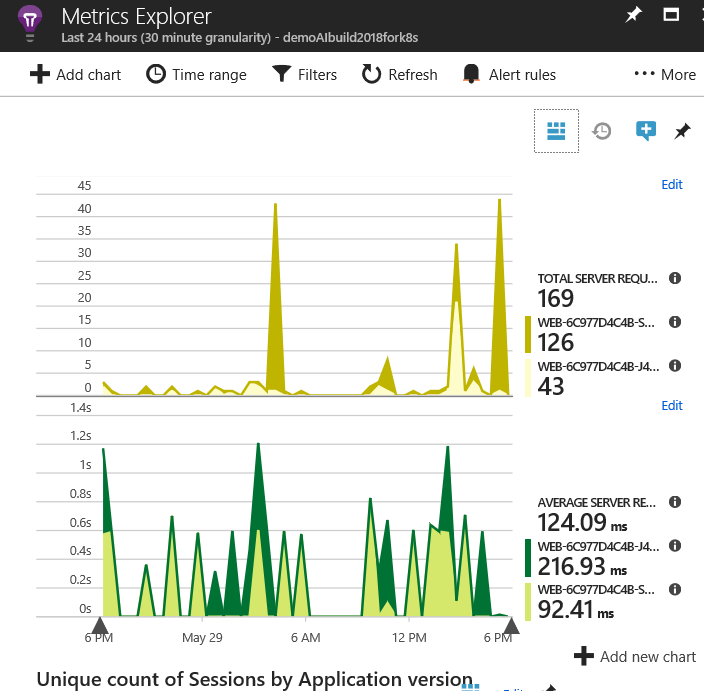 Metrics Explorer
Last 24 hours (30 minute granularity) - demoAIbuild2018fork8s
Add chart Time range Filters Refresh Alert rules ••• More
Edit
45
40
35
30
25
20
15
10
5
0
TOTAL SERVER REQU...
169
WEB-6C977D4C4B-S...
126
WEB-6C977D4C4B-J4...
43
Edit
1.4s
1.2s
1s
0.8s
0.6s
0.4s
0.2s
0s
6 PM May 29 6 AM 12 PM 6 PM
AVERAGE SERVER RE...
124.09 ms
WEB-6C977D4C4B-J4...
216.93 ms
WEB-6C977D4C4B-S...
92.41 ms
Add new chart
Unique count of Sessions by Application version
Edit